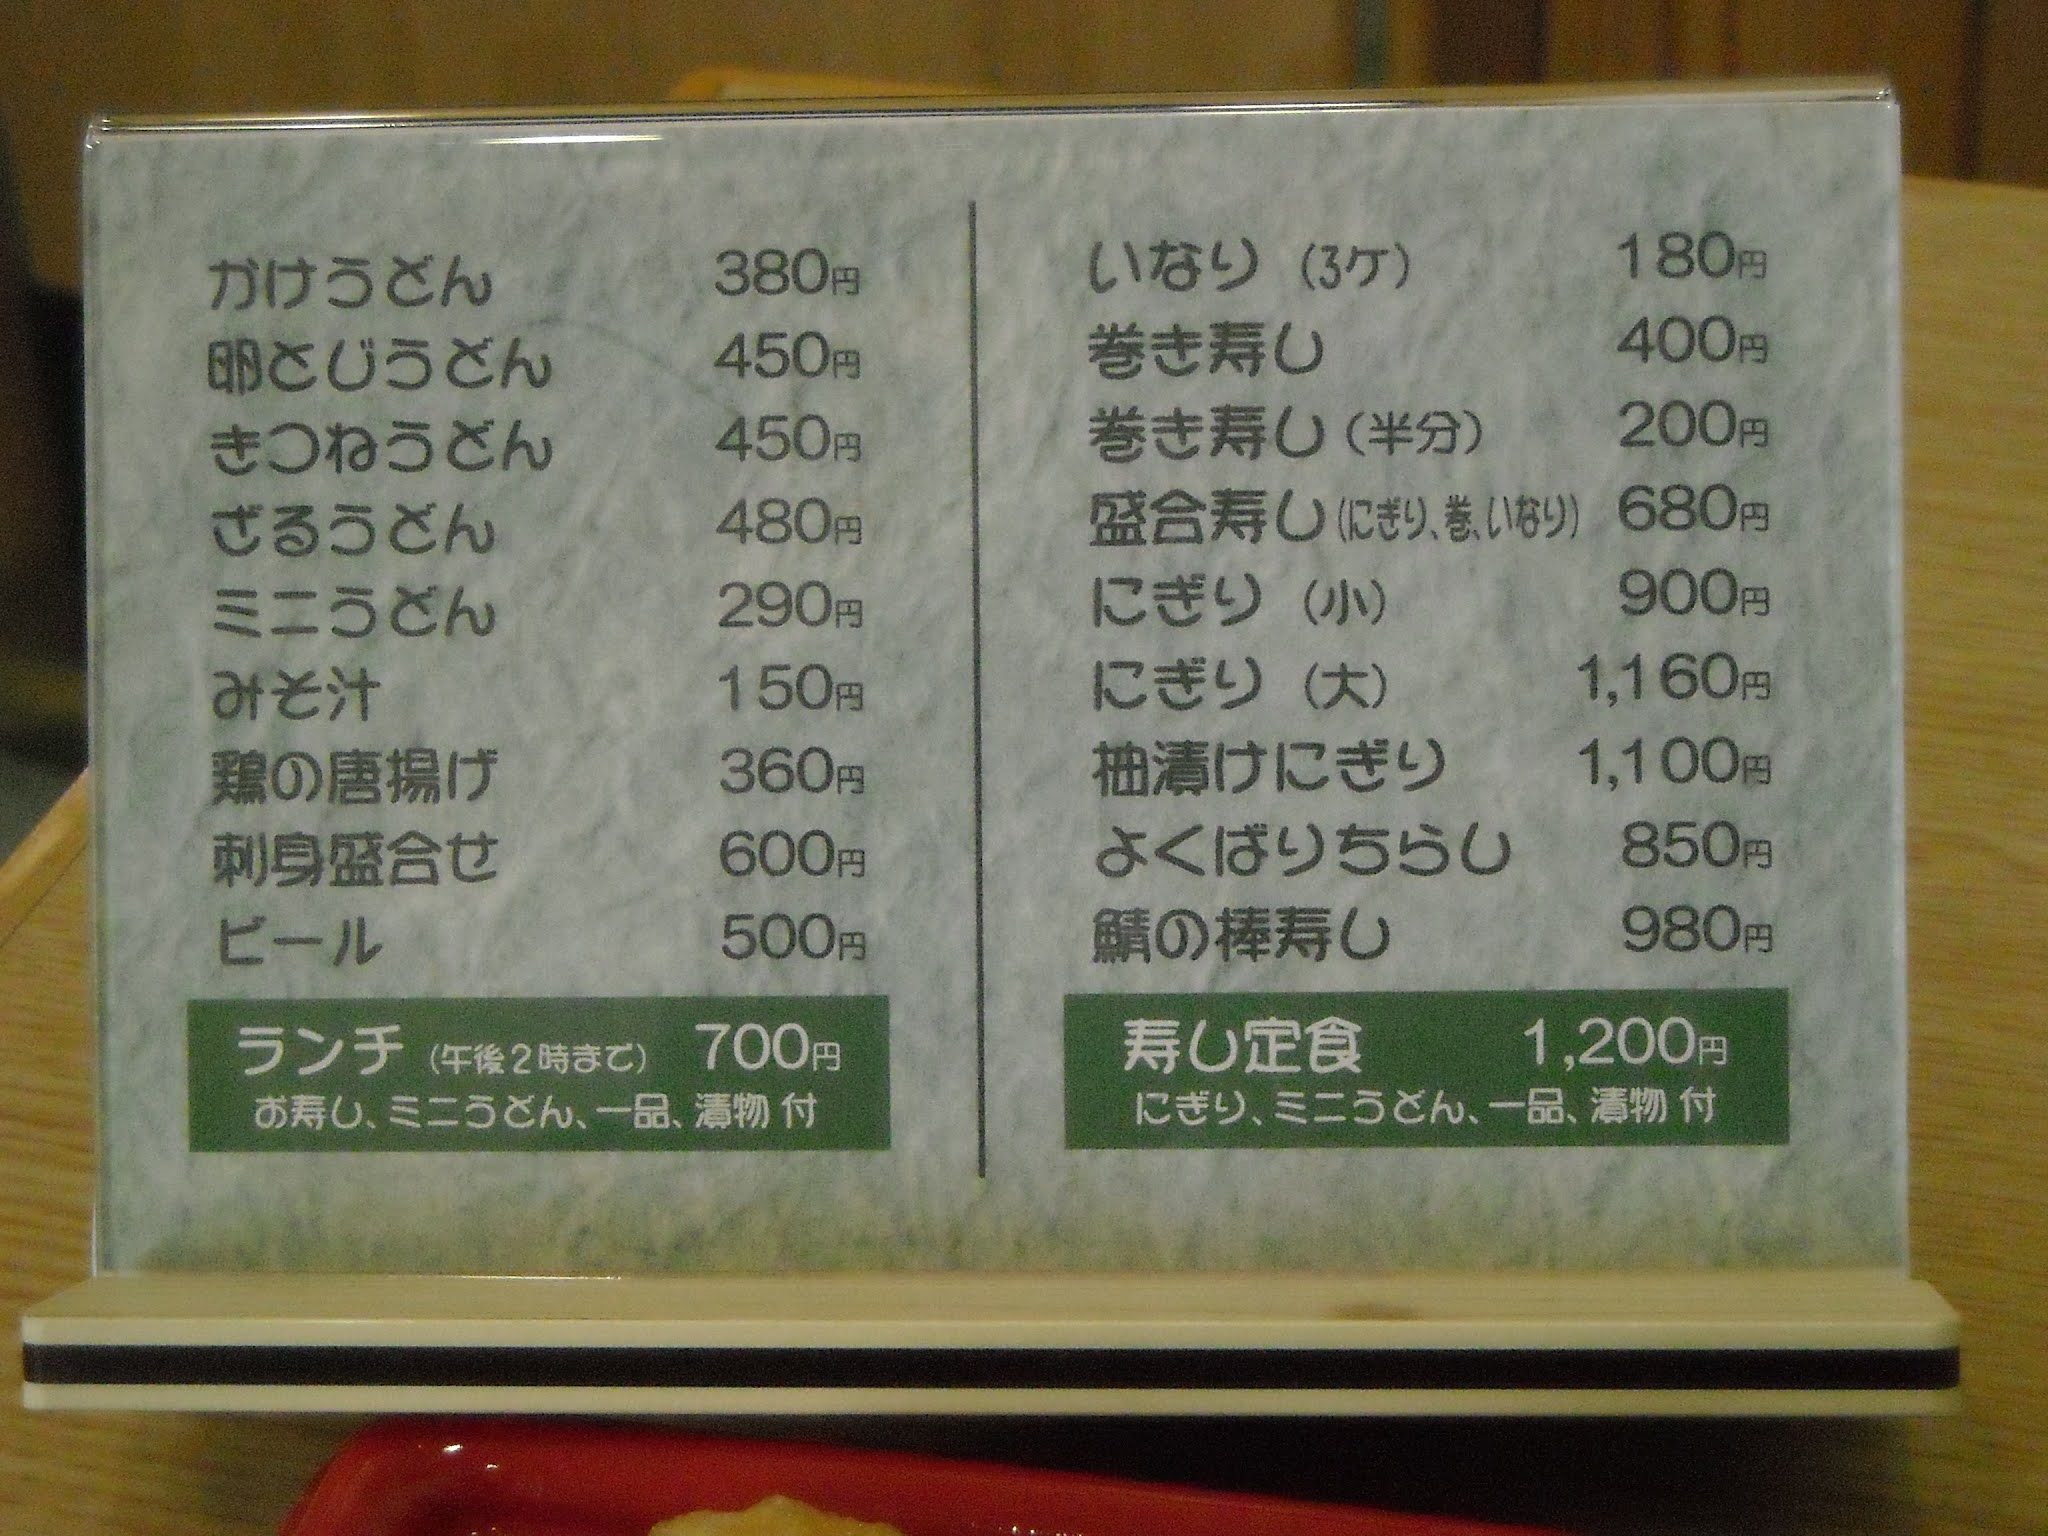 かけうどん 380円
卵とじうどん 450円
きつねうどん 450円
ざるうどん 480円
ミニうどん 290円
みそ汁 150円
鶏の唐揚げ 360円
刺身盛合せ 600円
ビール 500円
ランチ (午後2時まで) 700円
お寿し、ミニうどん、一品、漬物 付
いなり (3ケ) 180円
巻き寿し 400円
巻き寿し (半分) 200円
盛合寿し (にぎり、巻、いなり) 680円
にぎり (小) 900円
にぎり (大) 1,160円
抽漬けにぎり 1,100円
よくばりちらし 850円
鯖の棒寿し 980円
寿し定食 1,200円
にぎり、ミニうどん、一品、漬物 付